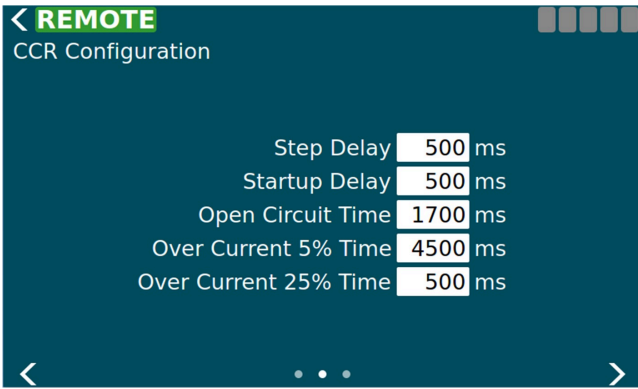 REMOTE
CCR Configuration
Step Delay 500 ms
Startup Delay 500 ms
Open Circuit Time 1700 ms
Over Current 5% Time 4500 ms
Over Current 25% Time 500 ms